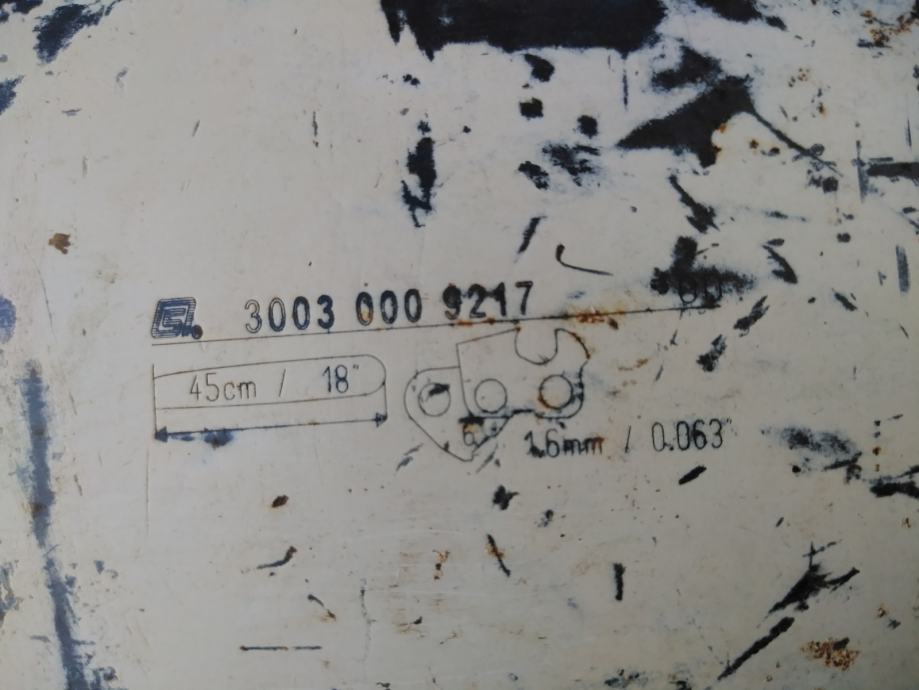 3003 000 9217
45cm / 18"
1.6mm / 0.063"